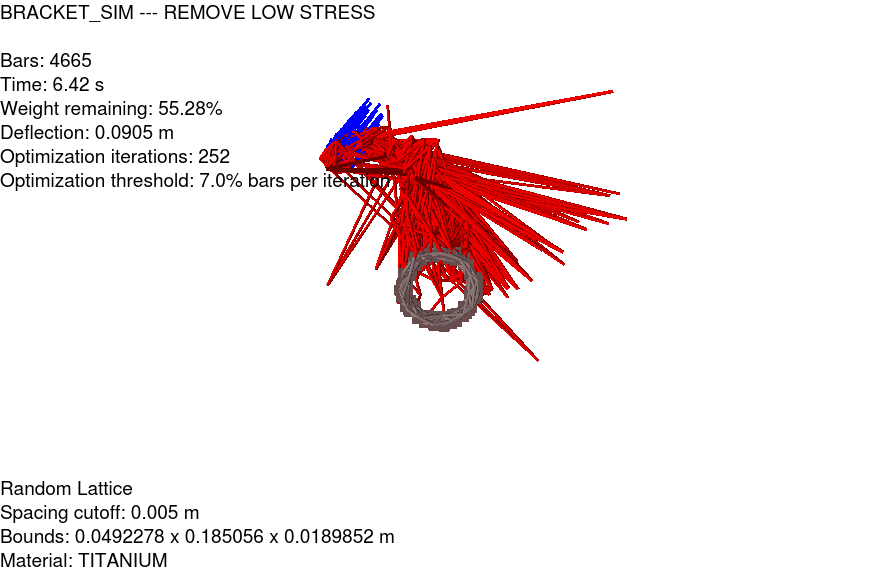 BRACKET_SIM --- REMOVE LOW STRESS
Bars: 4665
Time: 6.42 s
Weight remaining: 55.28%
Deflection: 0.0905 m
Optimization iterations: 252
Optimization threshold: 7.0% bars per iteration
Random Lattice
Spacing cutoff: 0.005 m
Bounds: 0.0492278 x 0.185056 x 0.0189852 m
Material: TITANIUM